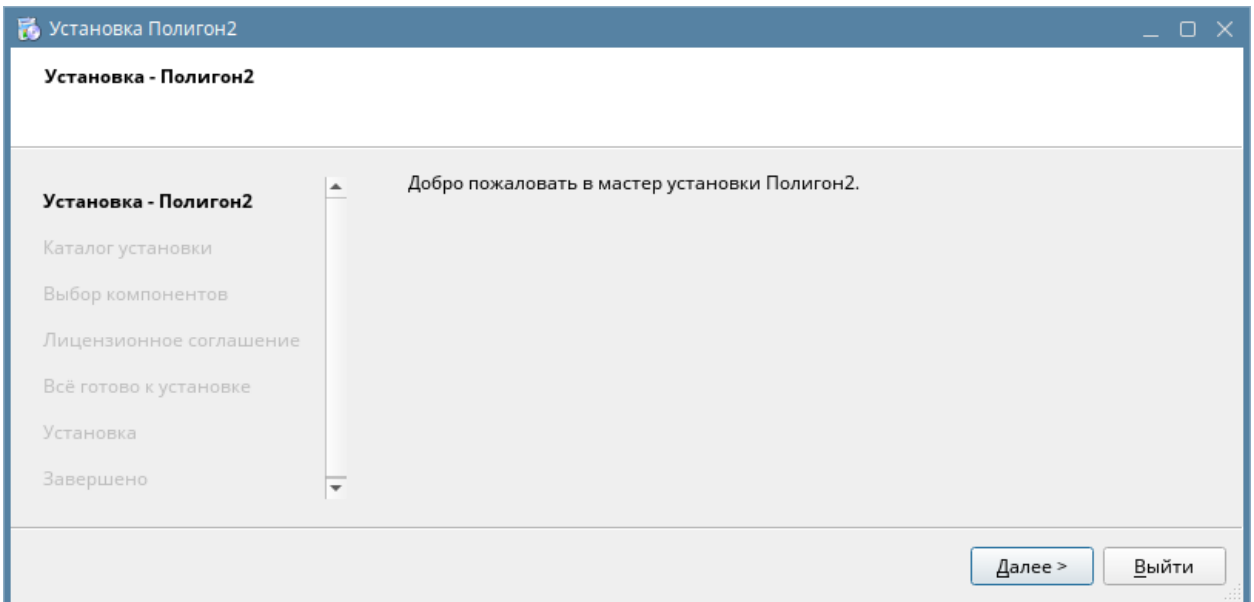 Установка Полигон2
Установка - Полигон2
Установка - Полигон2
Каталог установки
Выбор компонентов
Лицензионное соглашение
Всё готово к установке
Установка
Завершено
Добро пожаловать в мастер установки Полигон2.
Далее >
Выйти